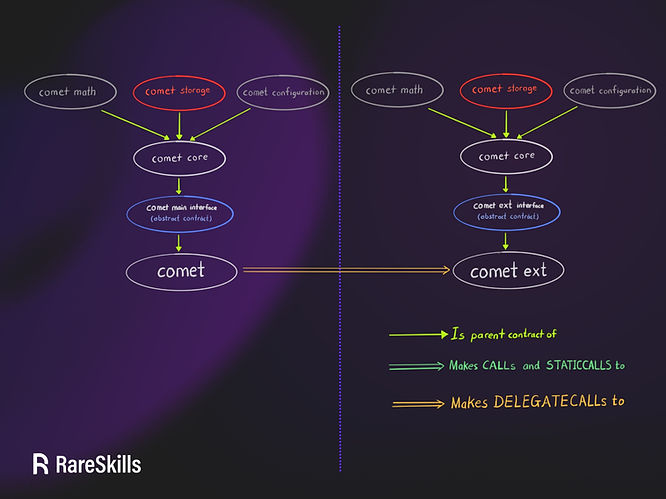 comet math
comet storage
comet configuration
comet core
comet main interface
(abstract contract)
comet
comet math
comet storage
comet configuration
comet core
comet ext interface
(abstract contract)
comet ext
Is parent contract of
Makes CALLs and STATICCALLS to
Makes DELEGATECALLs to
RareSkills